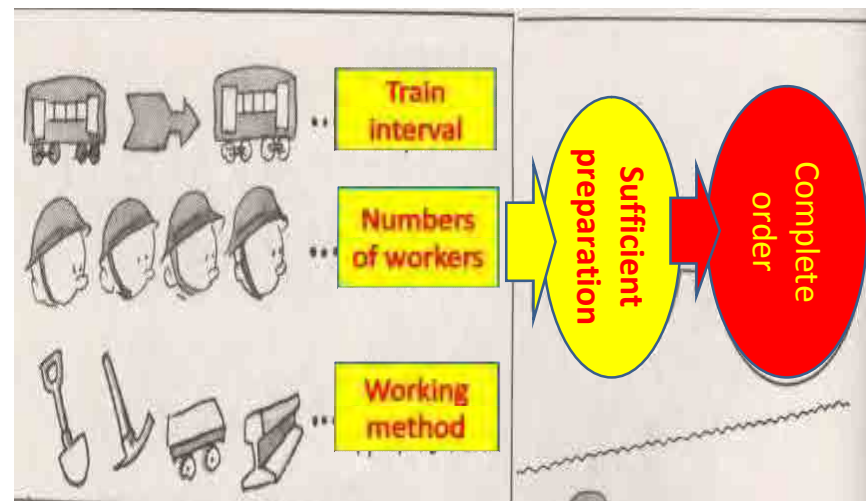 Train
interval
Numbers
of workers
Working
method
Sufficient
preparation
Complete
order